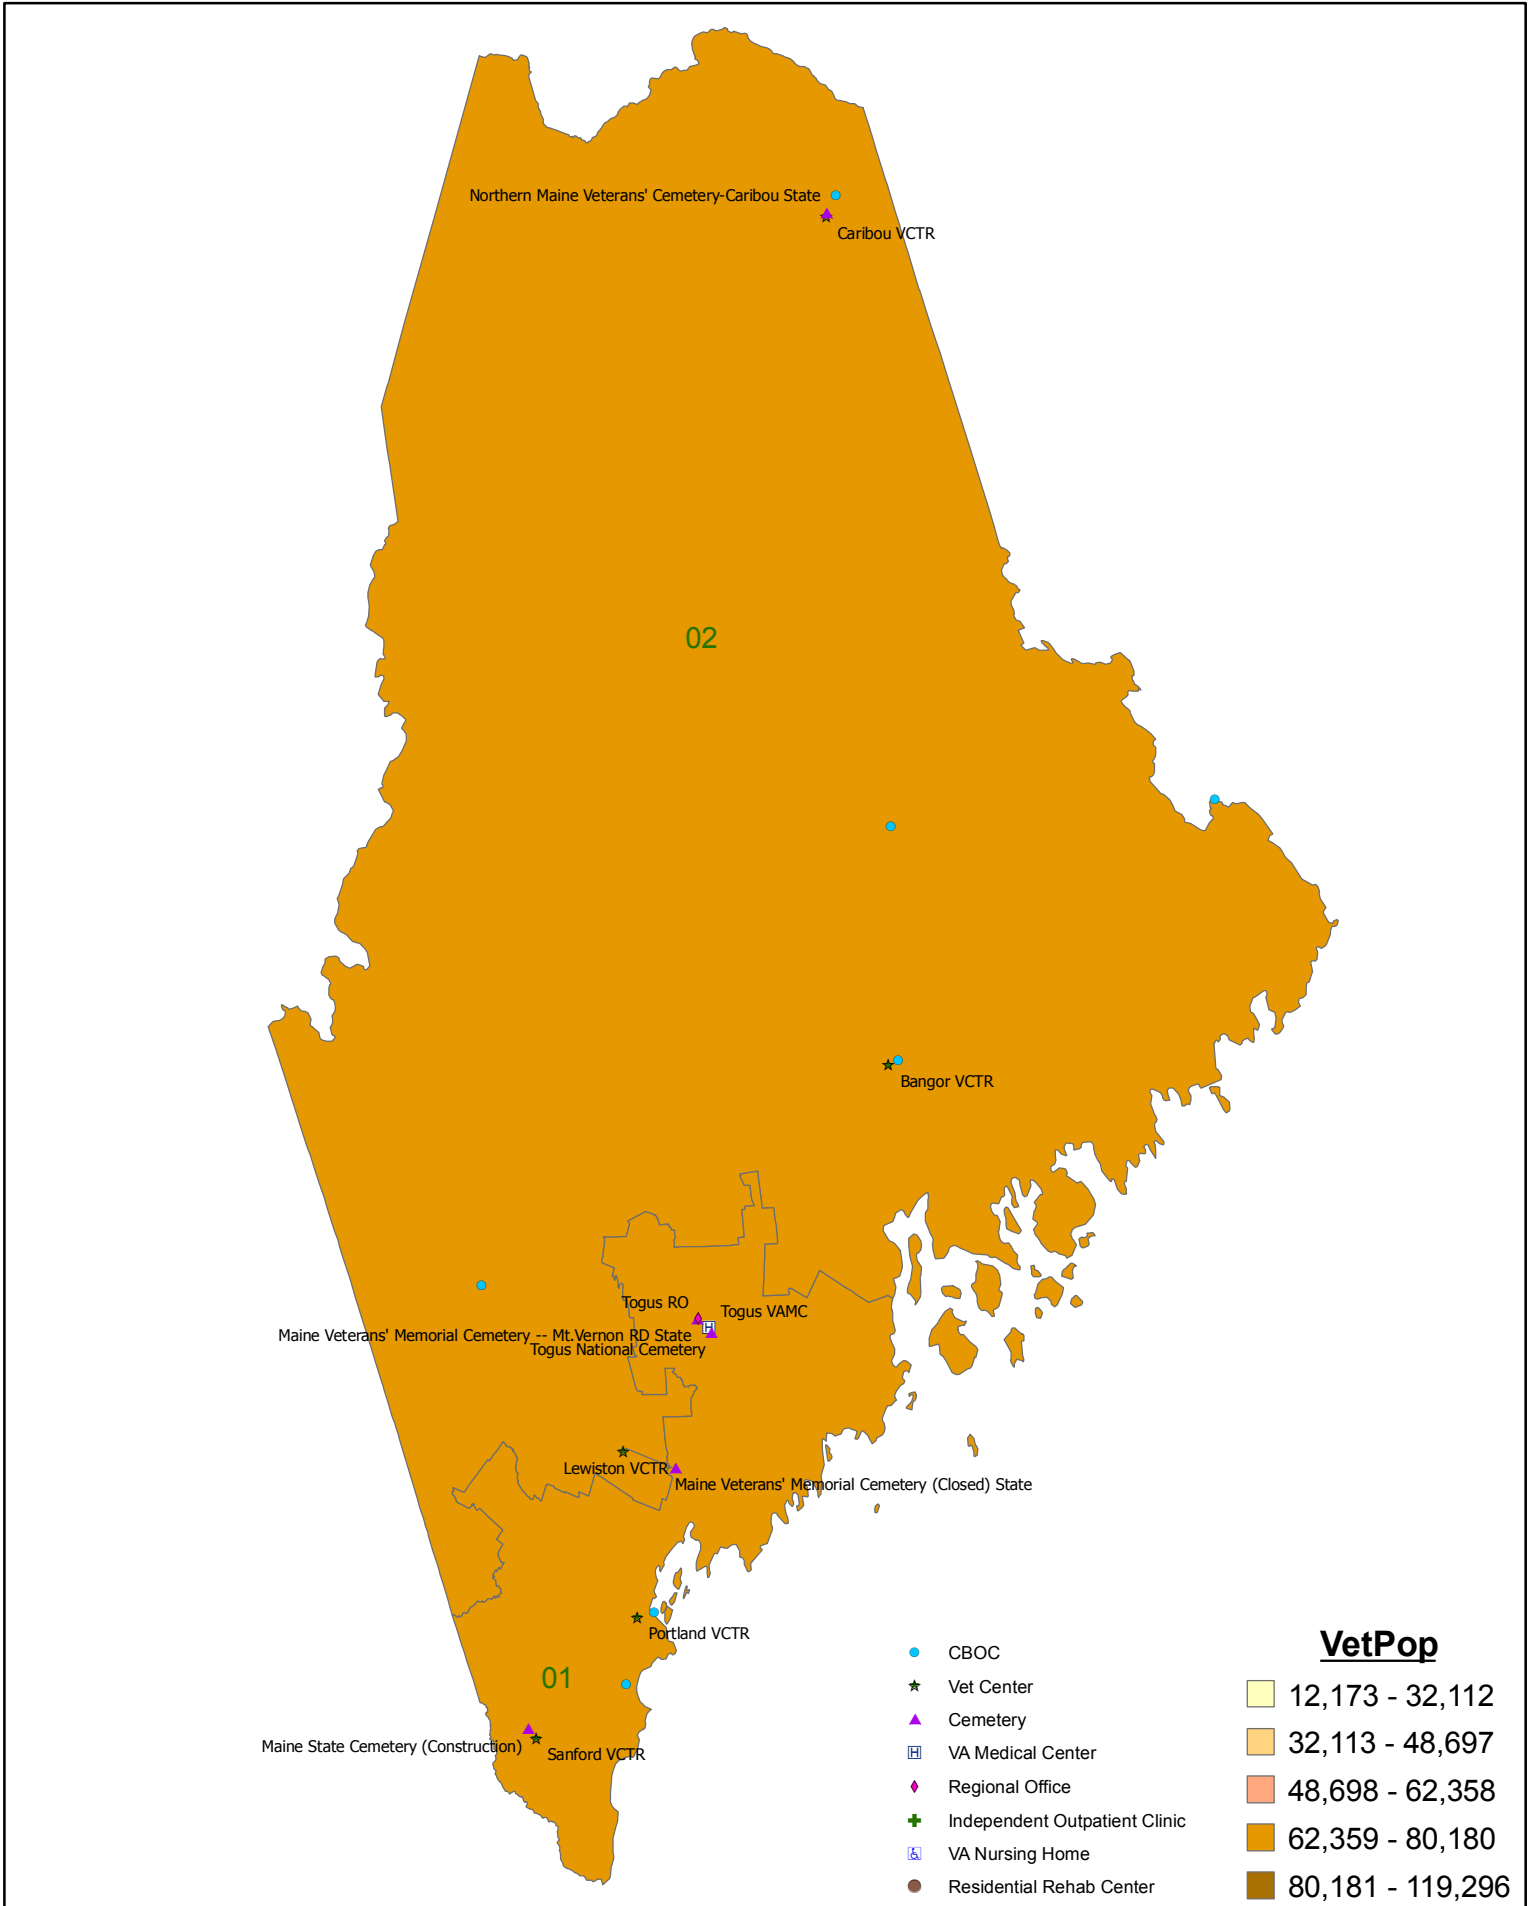 Northern Maine Veterans' Cemetery-Caribou State
Caribou VCTR
02
Bangor VCTR
Togus RO
Togus VAMC
Maine Veterans' Memorial Cemetery -- Mt.Vernon RD State
Togus National Cemetery
Lewiston VCTR
Maine Veterans' Memorial Cemetery (Closed) State
Portland VCTR
01
Maine State Cemetery (Construction)
Sanford VCTR
CBOC
Vet Center
Cemetery
H VA Medical Center
Regional Office
Independent Outpatient Clinic
VA Nursing Home
Residential Rehab Center
VetPop
12,173 - 32,112
32,113 - 48,697
48,698 - 62,358
62,359 - 80,180
80,181 - 119,296